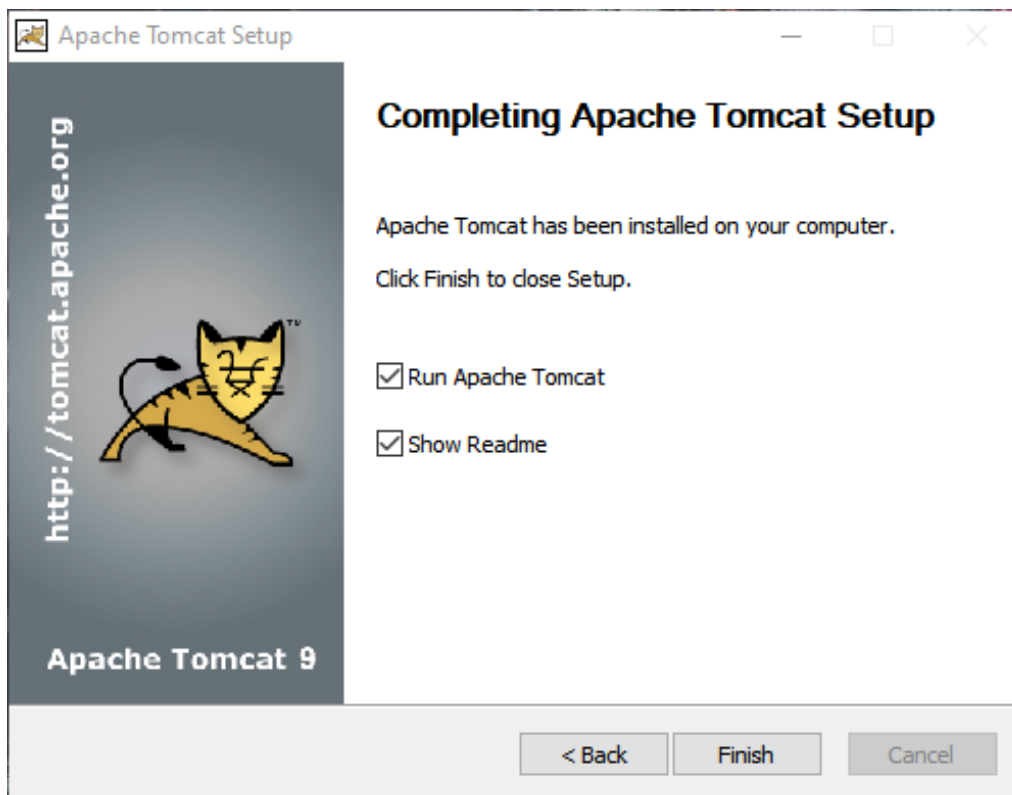 Apache Tomcat Setup
http://tomcat.apache.org
Completing Apache Tomcat Setup
Apache Tomcat has been installed on your computer.
Click Finish to close Setup.
Run Apache Tomcat
Show Readme
TM
Apache Tomcat 9
< Back
Finish
Cancel